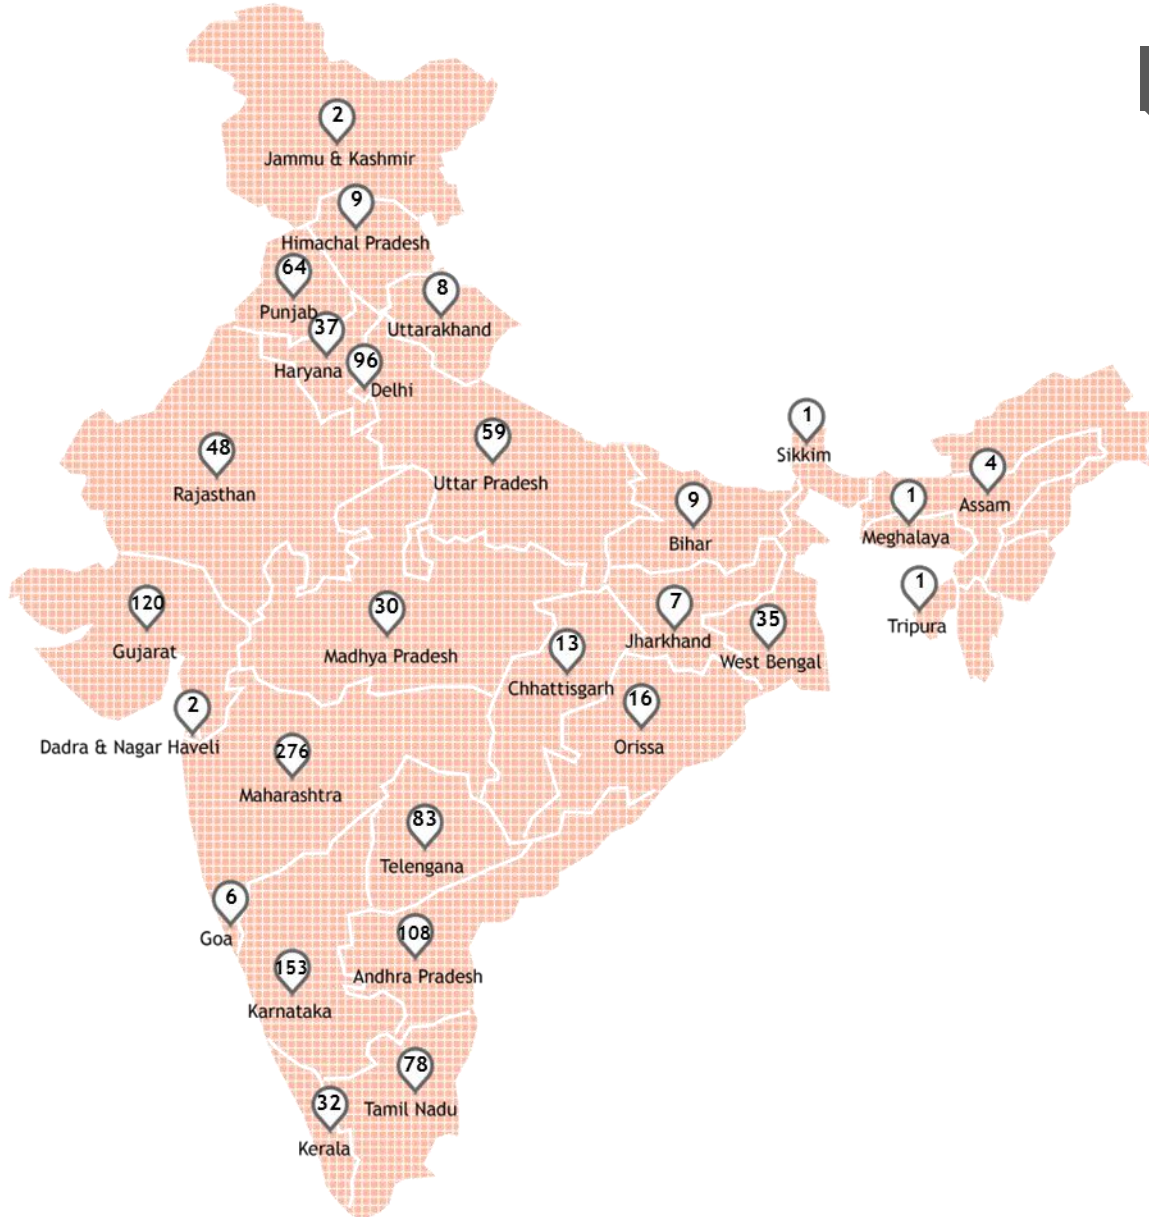 2
Jammu & Kashmir
9
Himachal Pradesh
64
Punjab
8
Uttarakhand
37
Haryana
96
Delhi
48
Rajasthan
59
Uttar Pradesh
1
Sikkim
4
Assam
9
Bihar
1
Meghalaya
1
Tripura
120
Gujarat
30
Madhya Pradesh
7
Jharkhand
35
West Bengal
13
Chhattisgarh
16
Orissa
2
Dadra & Nagar Haveli
276
Maharashtra
83
Telengana
6
Goa
108
Andhra Pradesh
153
Karnataka
78
Tamil Nadu
32
Kerala